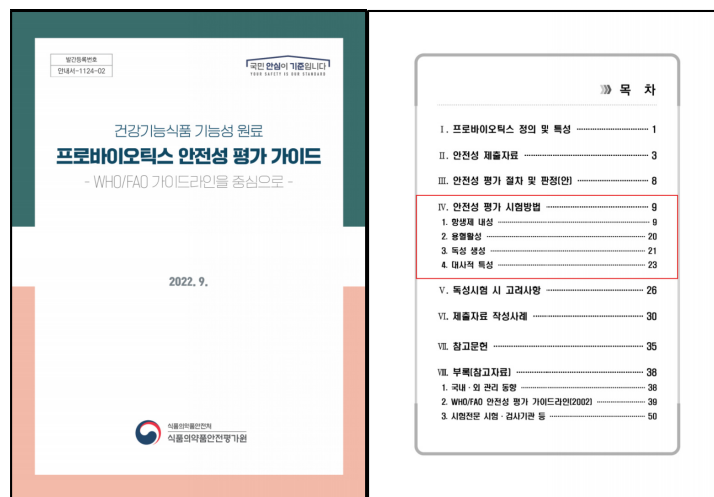 발간등록번호
안내서-1124-02
국민 안심이 기준입니다
YOUR SAFETY IS OUR STANDARD
건강기능식품 기능성 원료
프로바이오틱스 안전성 평가 가이드
- WHO/FAO 가이드라인을 중심으로 -
2022. 9.
식품의약품안전처
식품의약품안전평가원
⟫⟫ 목 차
Ⅰ. 프로바이오틱스 정의 및 특성 ········ 1
Ⅱ. 안전성 제출자료 ········ 3
Ⅲ. 안전성 평가 절차 및 판정(안) ········ 8
Ⅳ. 안전성 평가 시험방법 ········ 9
1. 항생제 내성 ········ 9
2. 용혈활성 ········ 20
3. 독성 생성 ········ 21
4. 대사적 특성 ········ 23
Ⅴ. 독성시험 시 고려사항 ········ 26
Ⅵ. 제출자료 작성사례 ········ 30
Ⅶ. 참고문헌 ········ 35
Ⅷ. 부록(참고자료) ········ 38
1. 국내·외 관리 동향 ········ 38
2. WHO/FAO 안전성 평가 가이드라인(2002) ········ 39
3. 시험전문 시험·검사기관 등 ········ 50